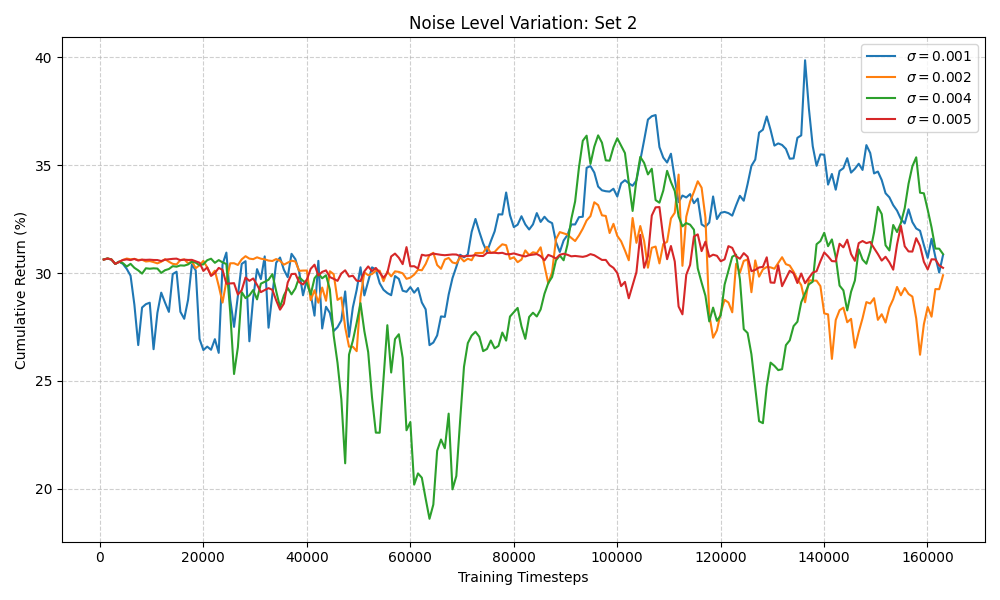 Noise Level Variation: Set 2
Cumulative Return (%)
40
35
30
25
20
σ = 0.001
σ = 0.002
σ = 0.004
σ = 0.005
0 20000 40000 60000 80000 100000 120000 140000 160000
Training Timesteps